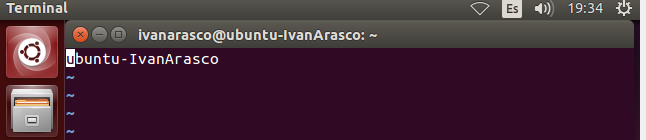 Terminal
Es
19:34
ivanarasco@ubuntu-IvanArasco: ~
ubuntu-IvanArasco
~
~
~
~